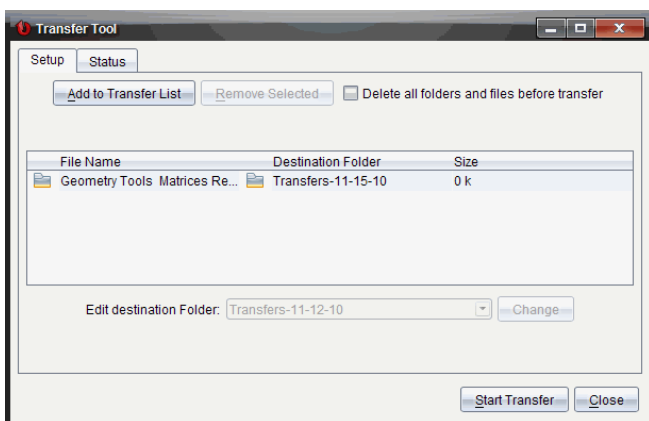 Transfer Tool
Setup Status
Add to Transfer List Remove Selected Delete all folders and files before transfer
File Name Destination Folder Size
Geometry Tools Matrices Re... Transfers-11-15-10 0 k
Edit destination Folder: Transfers-11-12-10 Change
Start Transfer Close